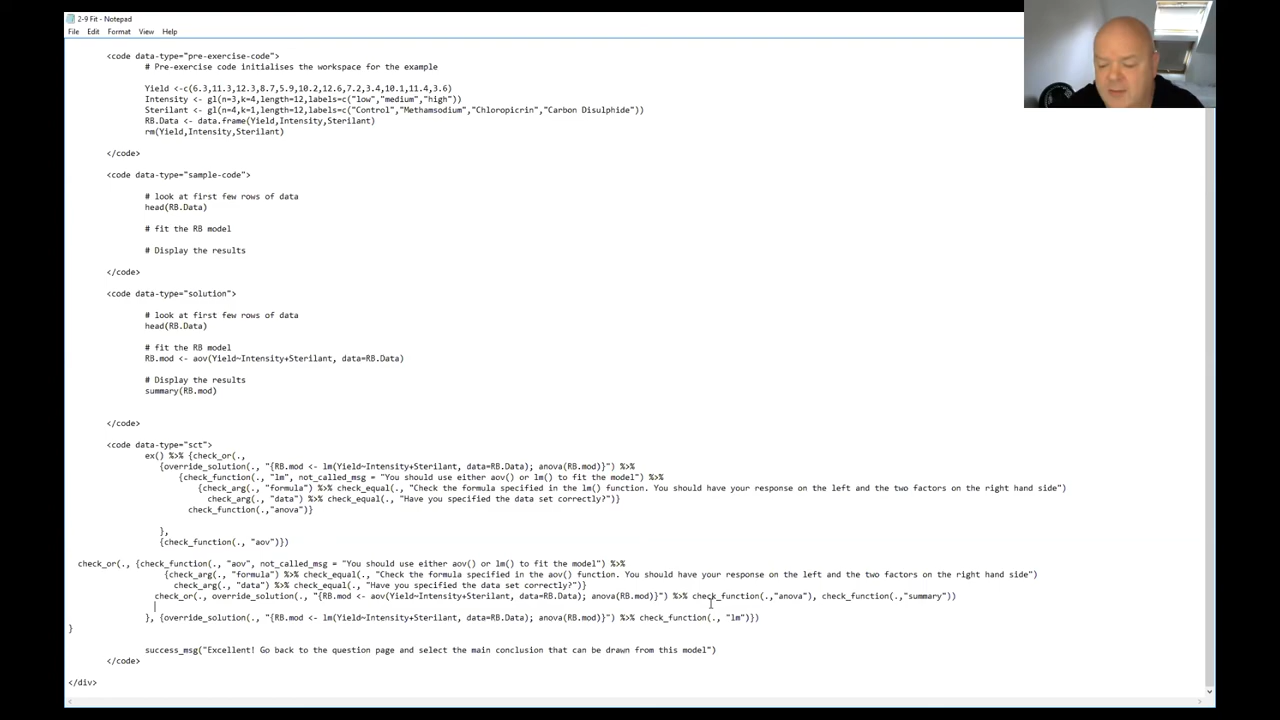 2-9 Fit - Notepad
File Edit Format View Help
<code data-type="pre-exercise-code">
# Pre-exercise code initialises the workspace for the example
Yield <-c(6.3,11.3,12.3,8.7,5.9,10.2,12.6,7.2,3.4,10.1,11.4,3.6)
Intensity <- gl(n=3,k=4,length=12,labels=c("low","medium","high"))
Sterilant <- gl(n=4,k=1,length=12,labels=c("Control","Methamsodium","Chloropicrin","Carbon Disulphide"))
RB.Data <- data.frame(Yield,Intensity,Sterilant)
rm(Yield,Intensity,Sterilant)
</code>
<code data-type="sample-code">
# look at first few rows of data
head(RB.Data)
# fit the RB model
# Display the results
</code>
<code data-type="solution">
# look at first few rows of data
head(RB.Data)
# fit the RB model
RB.mod <- aov(Yield~Intensity+Sterilant, data=RB.Data)
# Display the results
summary(RB.mod)
</code>
<code data-type="sct">
ex() %>% {check_or(.,
{override_solution(., "{RB.mod <- lm(Yield~Intensity+Sterilant, data=RB.Data); anova(RB.mod)}") %>%
{check_function(., "lm", not_called_msg = "You should use either aov() or lm() to fit the model") %>%
{check_arg(., "formula") %>% check_equal(., "Check the formula specified in the lm() function. You should have your response on the left and the two factors on the right hand side")
check_arg(., "data") %>% check_equal(., "Have you specified the data set correctly?")}
check_function(.,"anova")}
},
{check_function(., "aov")})
check_or(., {check_function(., "aov", not_called_msg = "You should use either aov() or lm() to fit the model") %>%
{check_arg(., "formula") %>% check_equal(., "Check the formula specified in the aov() function. You should have your response on the left and the two factors on the right hand side")
check_arg(., "data") %>% check_equal(., "Have you specified the data set correctly?")}
check_or(., override_solution(., "{RB.mod <- aov(Yield~Intensity+Sterilant, data=RB.Data); anova(RB.mod)}") %>% check_function(.,"anova"), check_function(.,"summary"))
}, {override_solution(., "{RB.mod <- lm(Yield~Intensity+Sterilant, data=RB.Data); anova(RB.mod)}") %>% check_function(., "lm")})
}
success_msg("Excellent! Go back to the question page and select the main conclusion that can be drawn from this model")
</code>
</div>